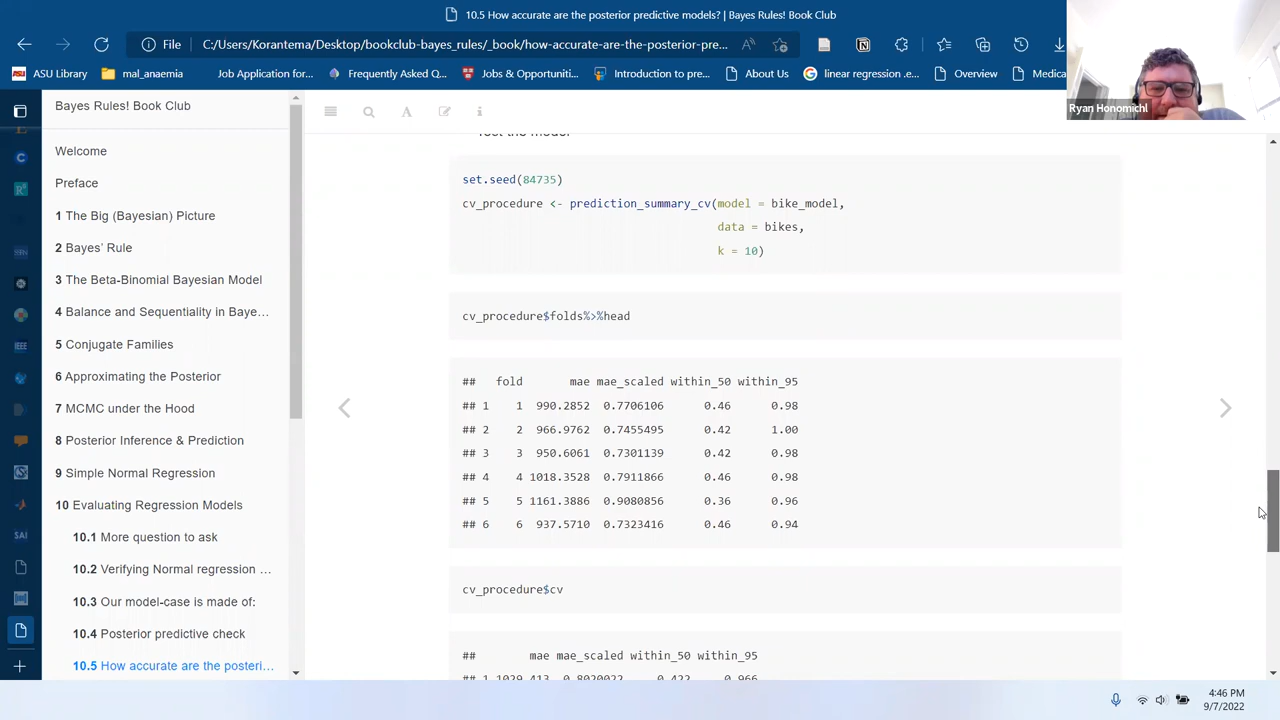 10.5 How accurate are the posterior predictive models? | Bayes Rules! Book Club
File C:/Users/Korantema/Desktop/bookclub-bayes_rules/_book/how-accurate-are-the-posterior-pre...
ASU Library mal_anaemia Job Application for... Frequently Asked Q... Jobs & Opportuniti... Introduction to pre... About Us linear regression .e... Overview Medica
Ryan Honomichl
Bayes Rules! Book Club
Welcome
Preface
1 The Big (Bayesian) Picture
2 Bayes' Rule
3 The Beta-Binomial Bayesian Model
4 Balance and Sequentiality in Baye...
5 Conjugate Families
6 Approximating the Posterior
7 MCMC under the Hood
8 Posterior Inference & Prediction
9 Simple Normal Regression
10 Evaluating Regression Models
10.1 More question to ask
10.2 Verifying Normal regression ...
10.3 Our model-case is made of:
10.4 Posterior predictive check
10.5 How accurate are the posteri...
set.seed(84735)
cv_procedure <- prediction_summary_cv(model = bike_model,
data = bikes,
k = 10)
cv_procedure$folds%>%head
## fold mae mae_scaled within_50 within_95
## 1 1 990.2852 0.7706106 0.46 0.98
## 2 2 966.9762 0.7455495 0.42 1.00
## 3 3 950.6061 0.7301139 0.42 0.98
## 4 4 1018.3528 0.7911866 0.46 0.98
## 5 5 1161.3886 0.9080856 0.36 0.96
## 6 6 937.5710 0.7323416 0.46 0.94
cv_procedure$cv
## mae mae_scaled within_50 within_95
## 1 1029.413 0.8020022 0.422 0.966
4:46 PM
9/7/2022